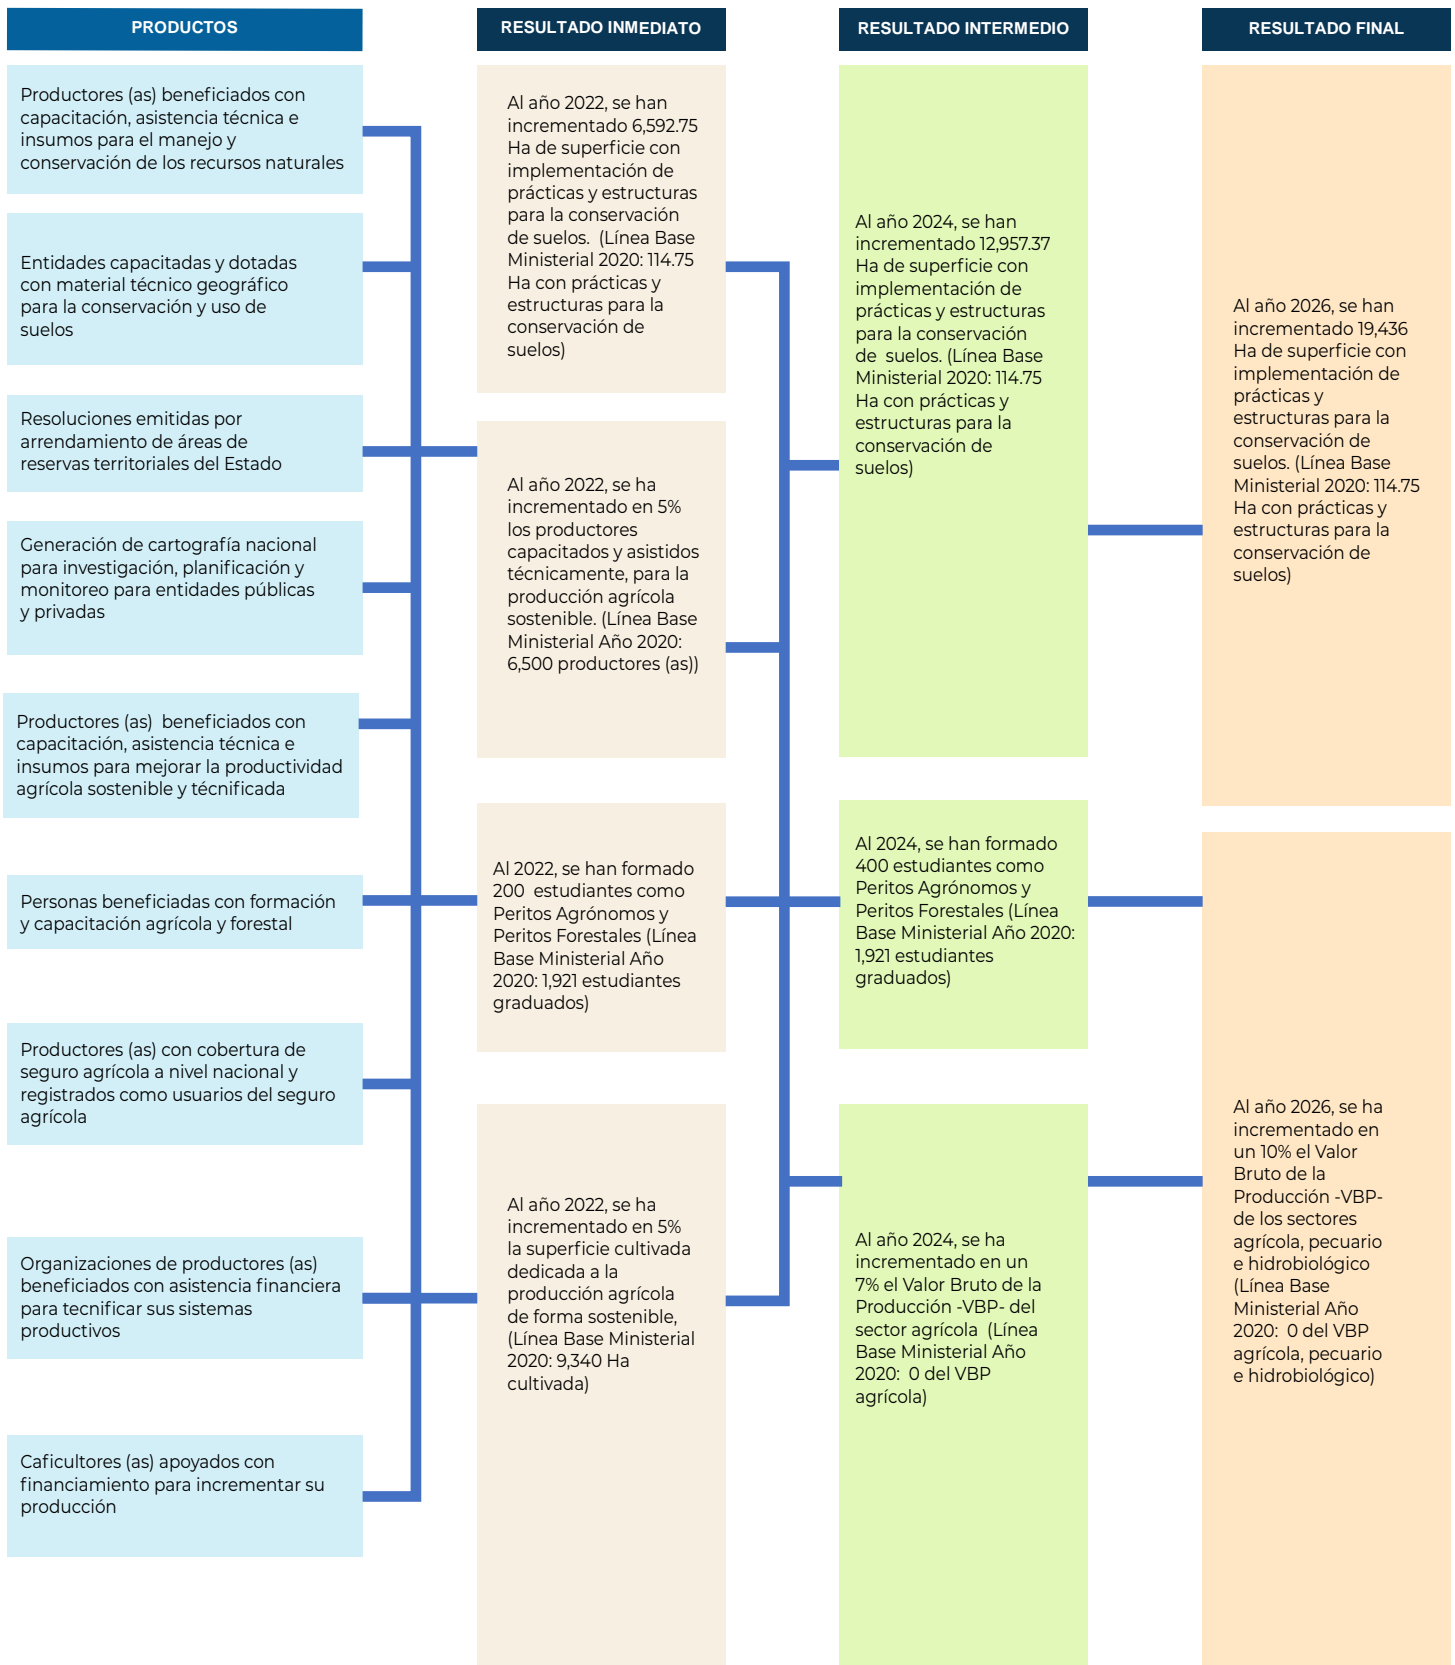 PRODUCTOS
Productores (as) beneficiados con
capacitación, asistencia técnica e
insumos para el manejo y
conservación de los recursos naturales
Entidades capacitadas y dotadas
con material técnico geográfico
para la conservación y uso de
suelos
Resoluciones emitidas por
arrendamiento de áreas de
reservas territoriales del Estado
Generación de cartografía nacional
para investigación, planificación y
monitoreo para entidades públicas
y privadas
Productores (as)  beneficiados con
capacitación, asistencia técnica e
insumos para mejorar la productividad
agrícola sostenible y técnificada
Personas beneficiadas con formación
y capacitación agrícola y forestal
Productores (as) con cobertura de
seguro agrícola a nivel nacional y
registrados como usuarios del seguro
agrícola
Organizaciones de productores (as)
beneficiados con asistencia financiera
para tecnificar sus sistemas
productivos
Caficultores (as) apoyados con
financiamiento para incrementar su
producción
RESULTADO INMEDIATO
Al año 2022, se han
incrementado 6,592.75
Ha de superficie con
implementación de
prácticas y estructuras
para la conservación
de suelos.  (Línea Base
Ministerial 2020: 114.75
Ha con prácticas y
estructuras para la
conservación de
suelos)
Al año 2022, se ha
incrementado en 5%
los productores
capacitados y asistidos
técnicamente, para la
producción agrícola
sostenible. (Línea Base
Ministerial Año 2020:
6,500 productores (as))
Al 2022, se han formado
200  estudiantes como
Peritos Agrónomos y
Peritos Forestales (Línea
Base Ministerial Año
2020: 1,921 estudiantes
graduados)
Al año 2022, se ha
incrementado en 5%
la superficie cultivada
dedicada a la
producción agrícola
de forma sostenible,
(Línea Base Ministerial
2020: 9,340 Ha
cultivada)
RESULTADO INTERMEDIO
Al año 2024, se han
incrementado 12,957.37
Ha de superficie con
implementación de
prácticas y estructuras
para la conservación
de  suelos. (Línea Base
Ministerial 2020: 114.75
Ha con prácticas y
estructuras para la
conservación de
suelos)
Al 2024, se han formado
400 estudiantes como
Peritos Agrónomos y
Peritos Forestales (Línea
Base Ministerial Año 2020:
1,921 estudiantes
graduados)
Al año 2024, se ha
incrementado en un
7% el Valor Bruto de la
Producción -VBP- del
sector agrícola  (Línea
Base Ministerial Año
2020:  0 del VBP
agrícola)
RESULTADO FINAL
Al año 2026, se han
incrementado 19,436
Ha de superficie con
implementación de
prácticas y
estructuras para la
conservación de
suelos. (Línea Base
Ministerial 2020: 114.75
Ha con prácticas y
estructuras para la
conservación de
suelos)
Al año 2026, se ha
incrementado en
un 10% el Valor
Bruto de la
Producción -VBP-
de los sectores
agrícola, pecuario
e hidrobiológico
(Línea Base
Ministerial Año
2020:  0 del VBP
agrícola, pecuario
e hidrobiológico)